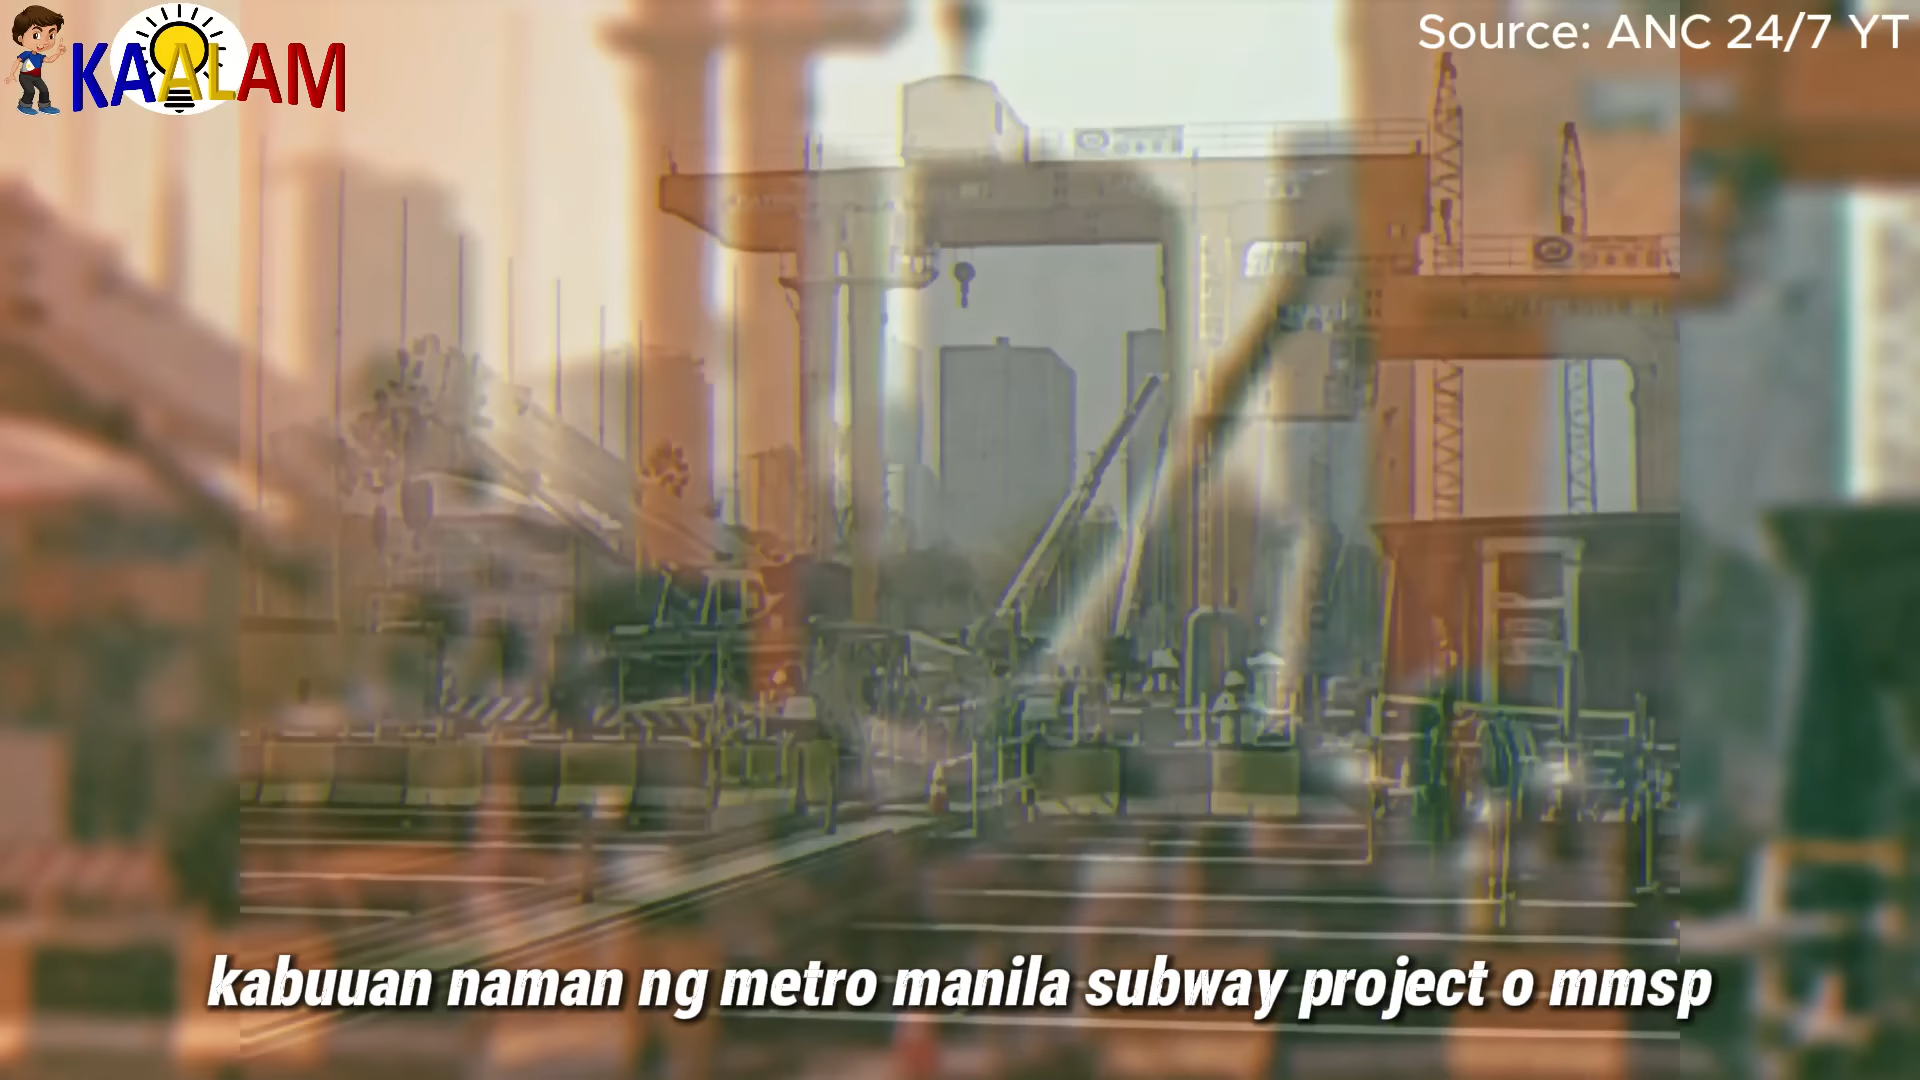 KAALAM
Source: ANC 24/7 YT
kabuuan naman ng metro manila subway project o mmsp